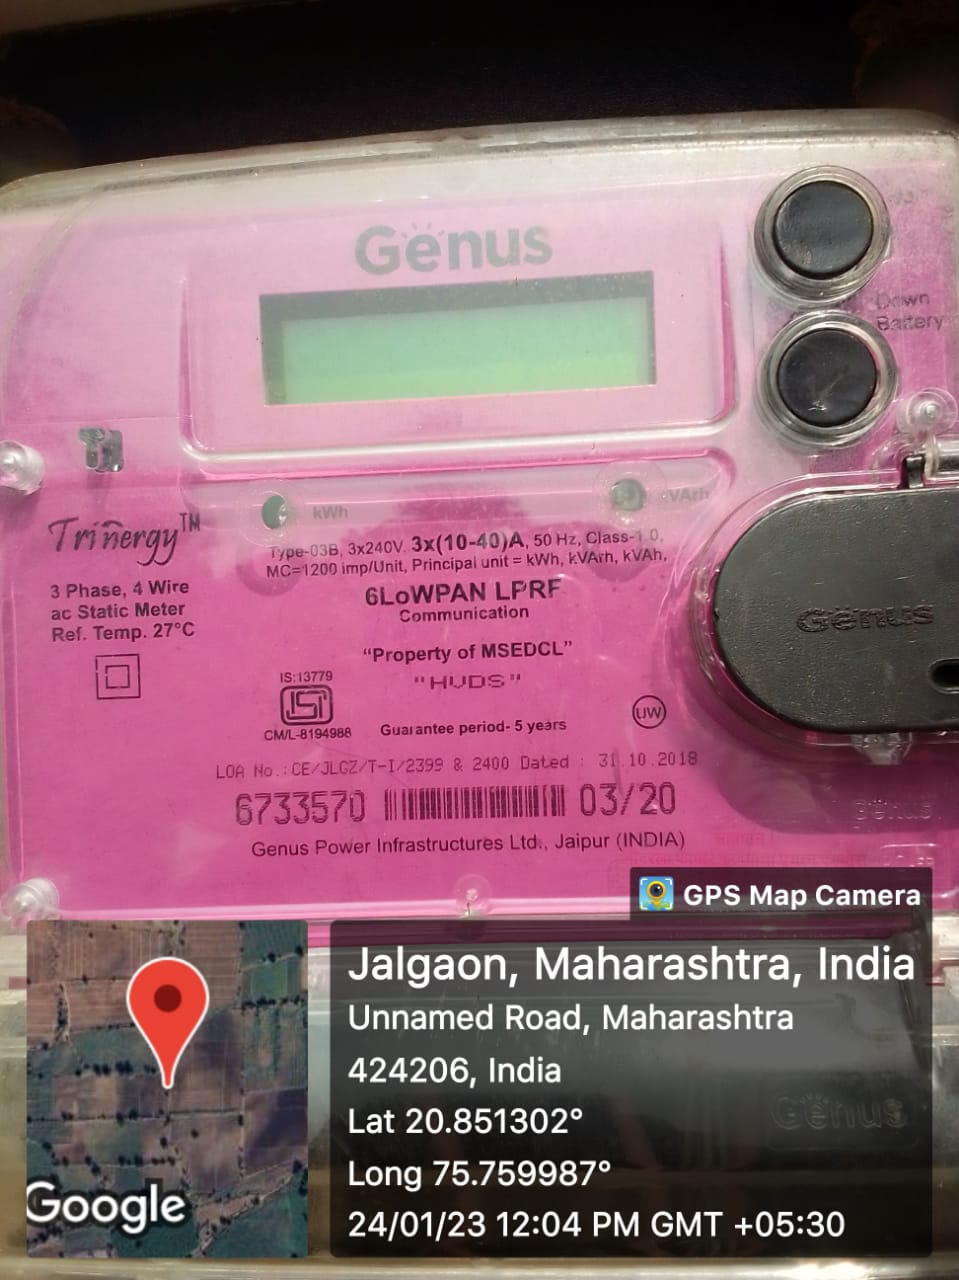 Genus
Down
Battery
kWh
kVArh
Trinergy™
3 Phase, 4 Wire
ac Static Meter
Ref. Temp. 27°C
Type-03B, 3x240V, 3x(10-40)A, 50 Hz, Class-1.0,
MC=1200 imp/Unit, Principal unit = kWh, kVArh, kVAh,
6LoWPAN LPRF
Communication
"Property of MSEDCL"
"HVDS"
IS:13779
ISI
CM/L-8194988
Guarantee period- 5 years
UW
LOA No.:CE/JLGZ/T-I/2399 & 2400 Dated : 31.10.2018
6733570 03/20
Genus Power Infrastructures Ltd., Jaipur (INDIA)
Genus
Genus
Genus
GPS Map Camera
Jalgaon, Maharashtra, India
Unnamed Road, Maharashtra
424206, India
Lat 20.851302°
Long 75.759987°
24/01/23 12:04 PM GMT +05:30
Google